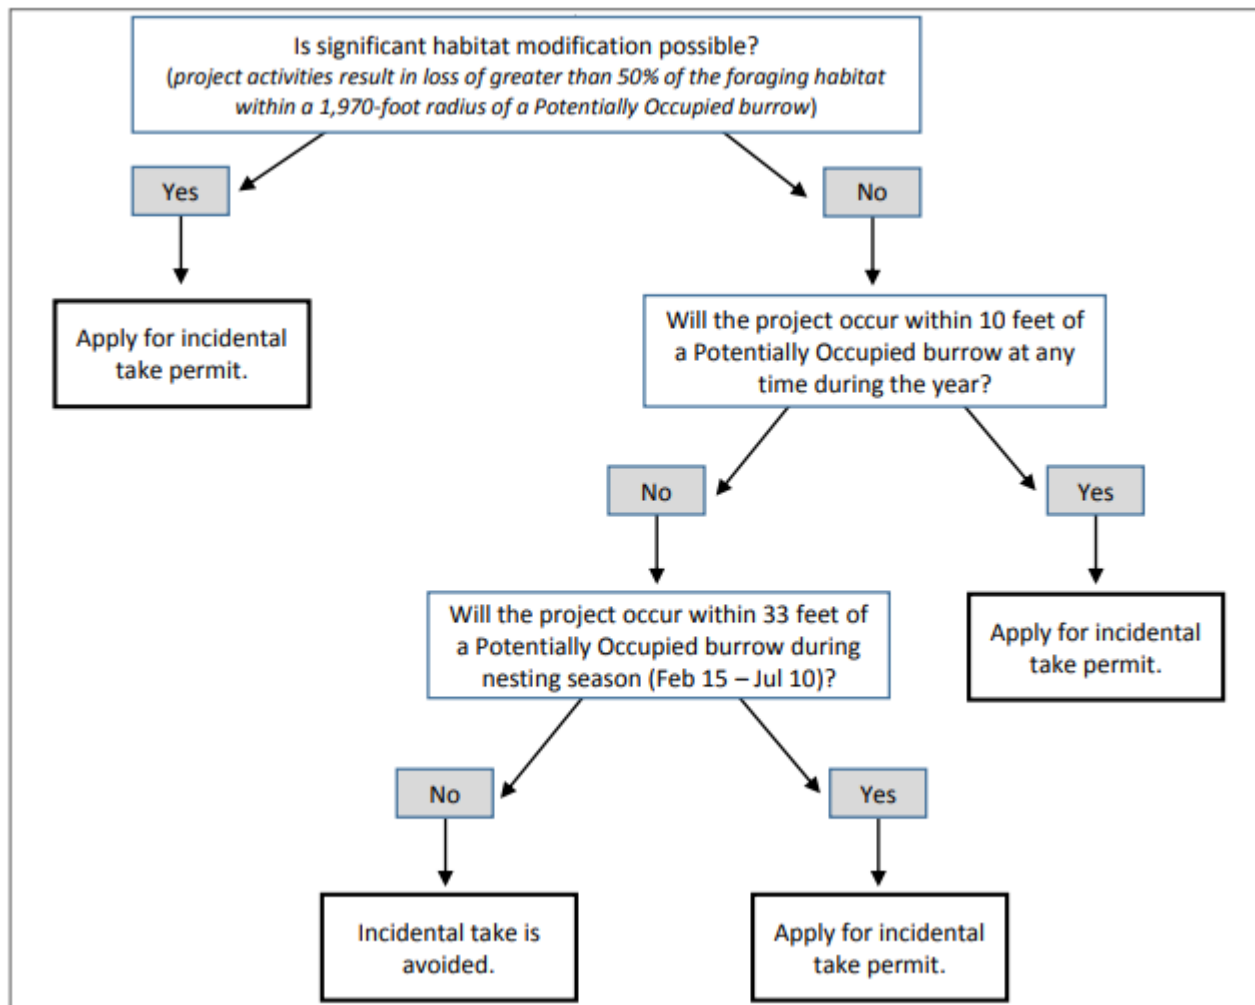 Is significant habitat modification possible?
(project activities result in loss of greater than 50% of the foraging habitat
within a 1,970-foot radius of a Potentially Occupied burrow)
Yes
No
Apply for incidental
take permit.
Will the project occur within 10 feet of
a Potentially Occupied burrow at any
time during the year?
No
Yes
Will the project occur within 33 feet of
a Potentially Occupied burrow during
nesting season (Feb 15 – Jul 10)?
Apply for incidental
take permit.
No
Yes
Incidental take is
avoided.
Apply for incidental
take permit.